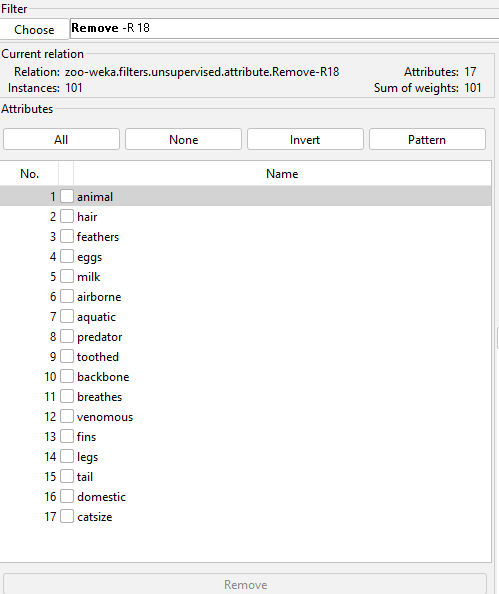 Filter
Choose Remove -R 18
Current relation
Relation: zoo-weka.filters.unsupervised.attribute.Remove-R18 Attributes: 17
Instances: 101 Sum of weights: 101
Attributes
All None Invert Pattern
No. Name
1 animal
2 hair
3 feathers
4 eggs
5 milk
6 airborne
7 aquatic
8 predator
9 toothed
10 backbone
11 breathes
12 venomous
13 fins
14 legs
15 tail
16 domestic
17 catsize
Remove